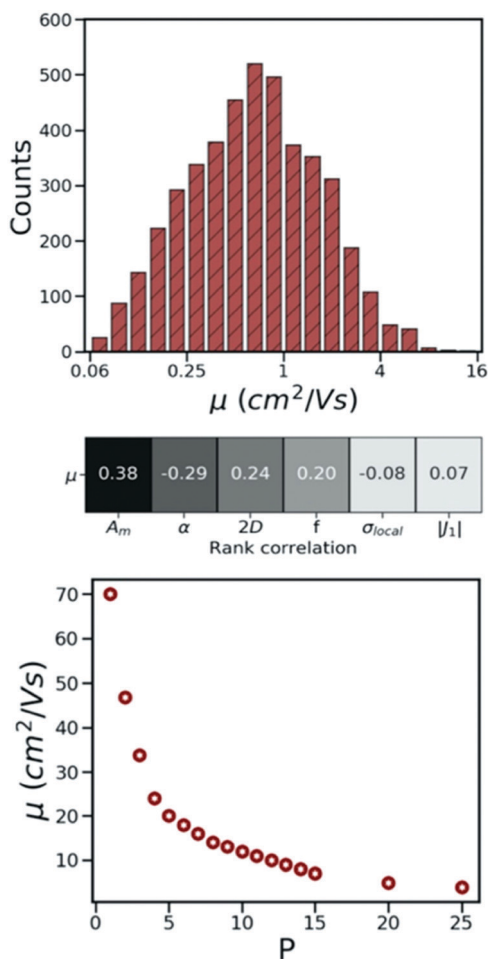 600
500
400
300
200
100
0
Counts
0.06 0.25 1 4 16
μ (cm²/Vs)
μ 0.38 -0.29 0.24 0.20 -0.08 0.07
A_m α 2D f σ_local |J_1|
Rank correlation
70
60
50
40
30
20
10
μ (cm²/Vs)
0 5 10 15 20 25
P